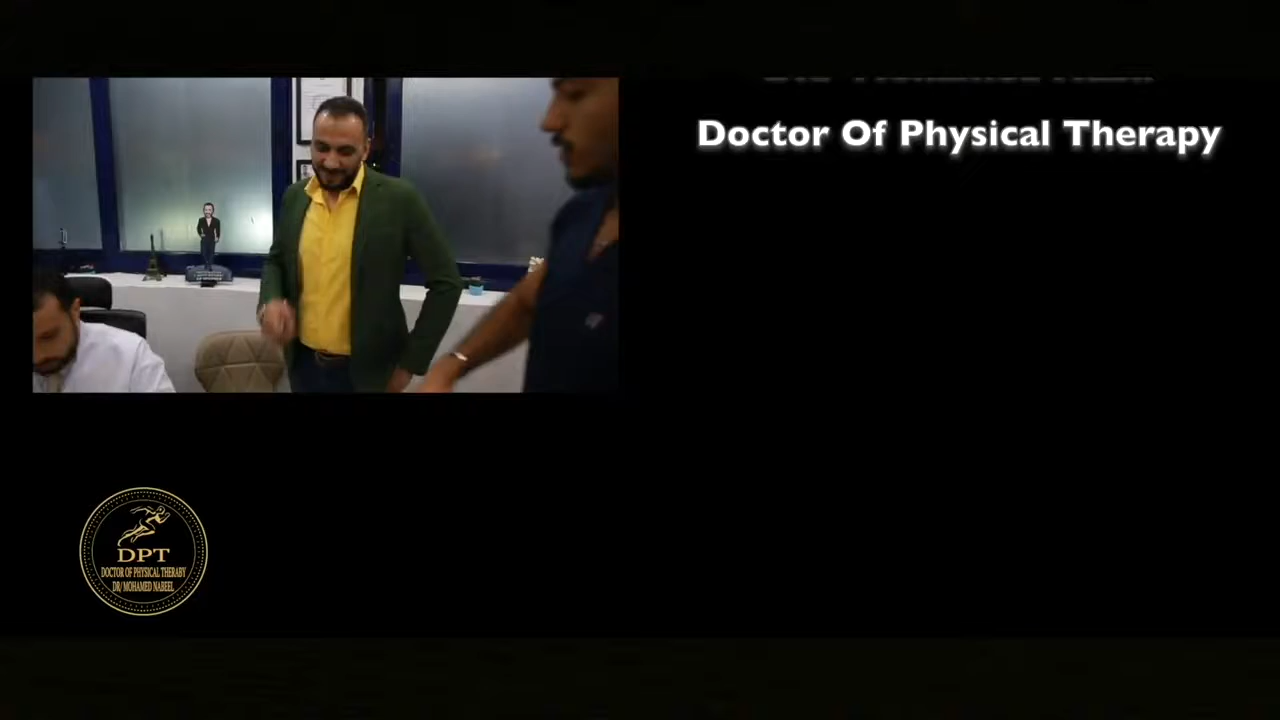 Doctor Of Physical Therapy
DPT
DOCTOR OF PHYSICAL THERABY
DR/ MOHAMED NABEEL